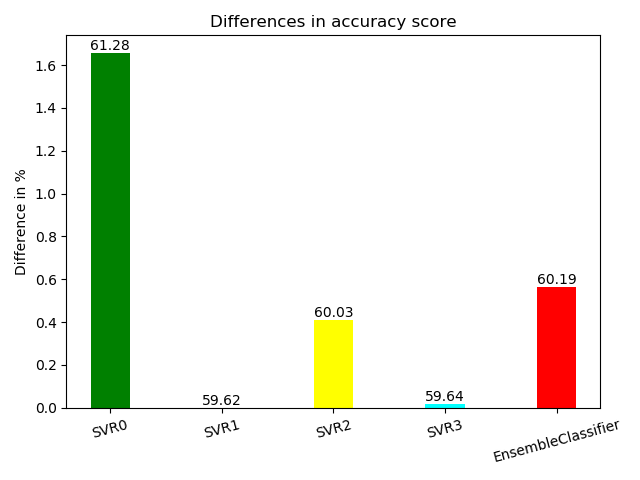 Differences in accuracy score
Difference in %
1.6
1.4
1.2
1.0
0.8
0.6
0.4
0.2
0.0
61.28
59.62
60.03
59.64
60.19
SVR0
SVR1
SVR2
SVR3
EnsembleClassifier